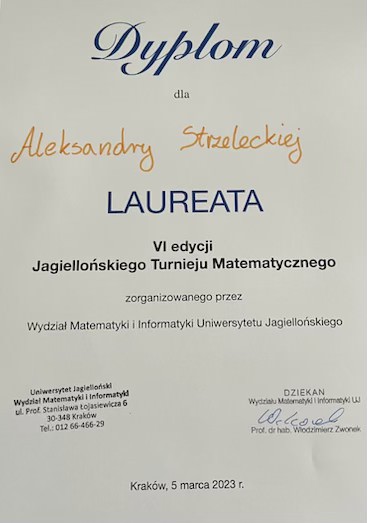 Dyplom
dla
Aleksandry Strzeleckiej
LAUREATA
VI edycji
Jagiellońskiego Turnieju Matematycznego
zorganizowanego przez
Wydział Matematyki i Informatyki Uniwersytetu Jagiellońskiego
Uniwersytet Jagielloński
Wydział Matematyki i Informatyki
ul. Prof. Stanisława Łojasiewicza 6
30-348 Kraków
Tel.: 012 66-466-29
DZIEKAN
Wydziału Matematyki i Informatyki UJ
Prof. dr hab. Włodzimierz Zwonek
Kraków, 5 marca 2023 r.